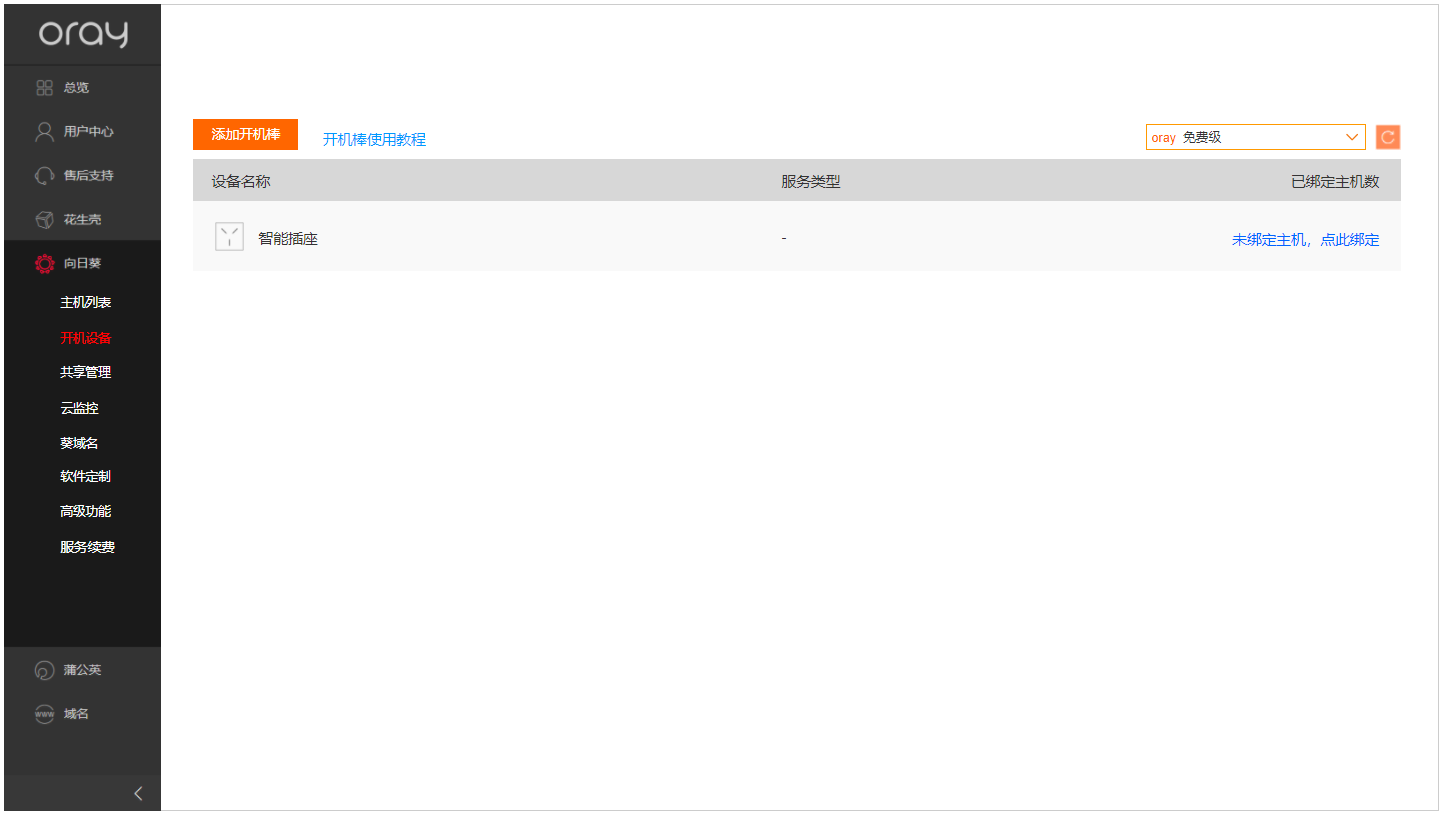 oray
总览
用户中心
售后支持
花生壳
向日葵
主机列表
开机设备
共享管理
云监控
葵域名
软件定制
高级功能
服务续费
蒲公英
www 域名
添加开机棒 开机棒使用教程 oray 免费级
设备名称 服务类型 已绑定主机数
智能插座 - 未绑定主机，点此绑定